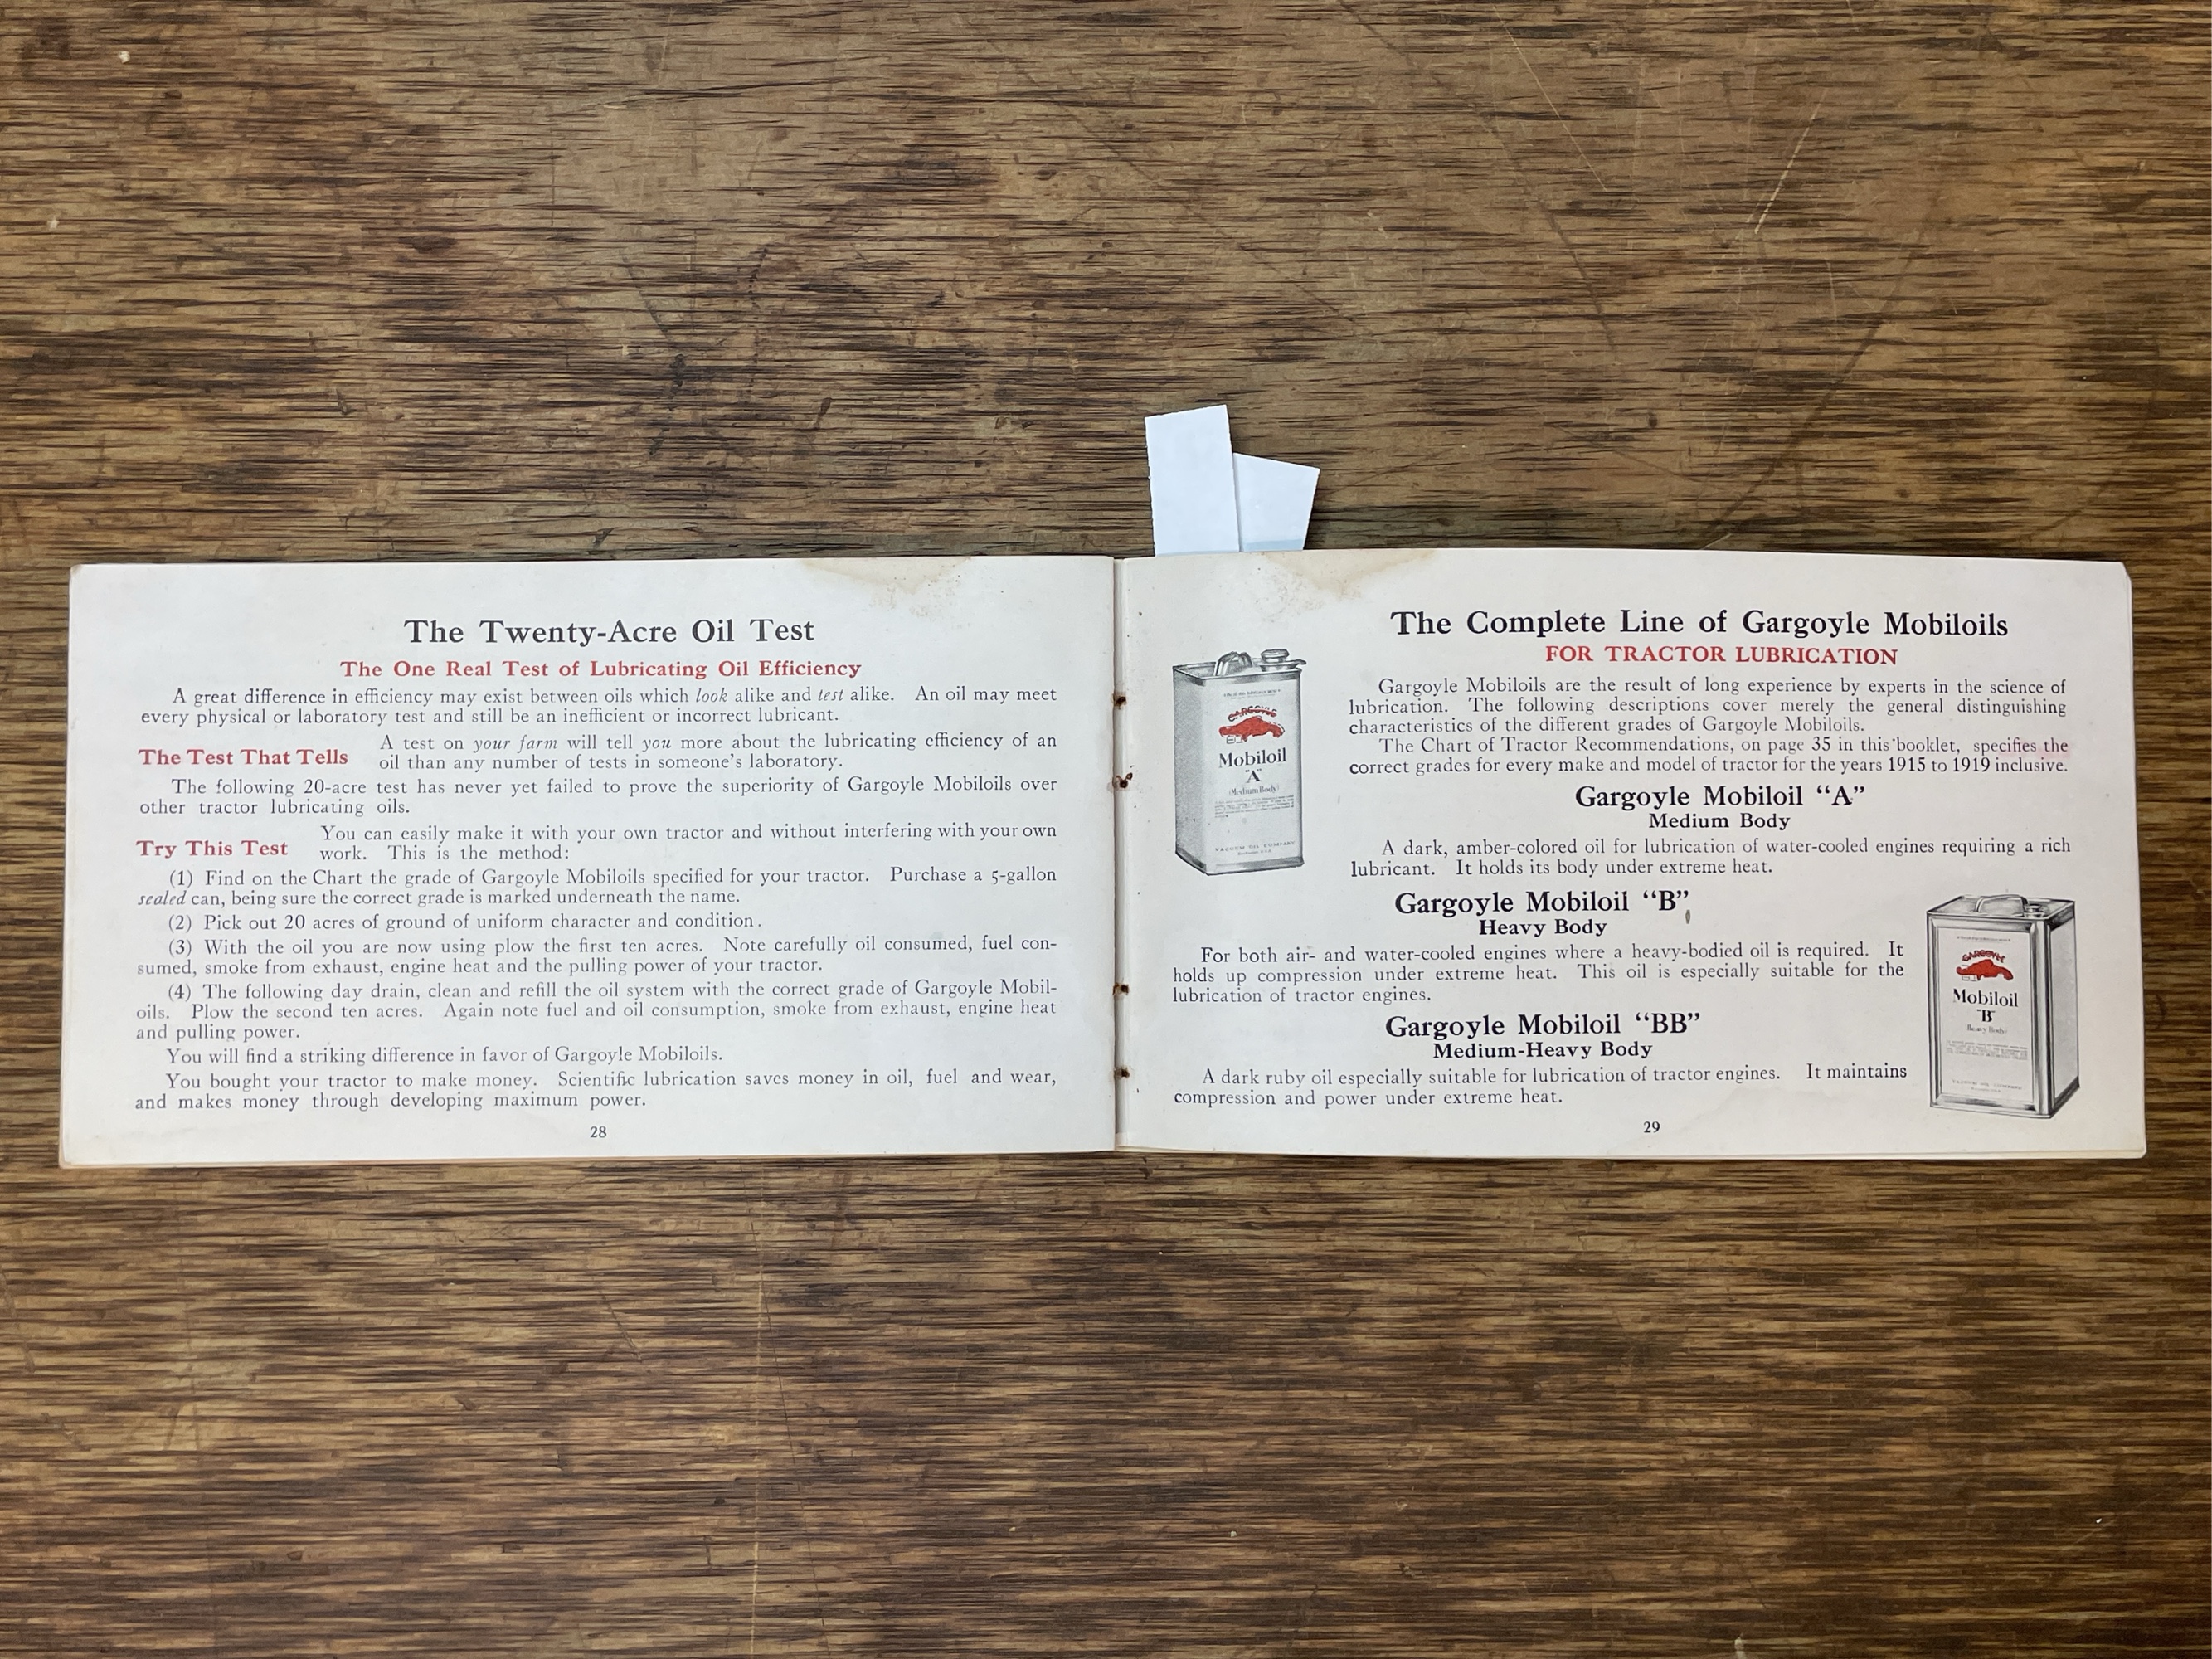 The Twenty-Acre Oil Test
The One Real Test of Lubricating Oil Efficiency
A great difference in efficiency may exist between oils which look alike and test alike. An oil may meet
every physical or laboratory test and still be an inefficient or incorrect lubricant.
The Test That Tells
A test on your farm will tell you more about the lubricating efficiency of an
oil than any number of tests in someone's laboratory.
The following 20-acre test has never yet failed to prove the superiority of Gargoyle Mobiloils over
other tractor lubricating oils.
Try This Test
You can easily make it with your own tractor and without interfering with your own
work. This is the method:
(1) Find on the Chart the grade of Gargoyle Mobiloils specified for your tractor. Purchase a 5-gallon
sealed can, being sure the correct grade is marked underneath the name.
(2) Pick out 20 acres of ground of uniform character and condition.
(3) With the oil you are now using plow the first ten acres. Note carefully oil consumed, fuel con-
sumed, smoke from exhaust, engine heat and the pulling power of your tractor.
(4) The following day drain, clean and refill the oil system with the correct grade of Gargoyle Mobil-
oils. Plow the second ten acres. Again note fuel and oil consumption, smoke from exhaust, engine heat
and pulling power.
You will find a striking difference in favor of Gargoyle Mobiloils.
You bought your tractor to make money. Scientific lubrication saves money in oil, fuel and wear,
and makes money through developing maximum power.
28
The Complete Line of Gargoyle Mobiloils
FOR TRACTOR LUBRICATION
Gargoyle Mobiloils are the result of long experience by experts in the science of
lubrication. The following descriptions cover merely the general distinguishing
characteristics of the different grades of Gargoyle Mobiloils.
The Chart of Tractor Recommendations, on page 35 in this booklet, specifies the
correct grades for every make and model of tractor for the years 1915 to 1919 inclusive.
GARGOYLE
Mobiloil
"A"
(Medium Body)
VACUUM OIL COMPANY
Gargoyle Mobiloil "A"
Medium Body
A dark, amber-colored oil for lubrication of water-cooled engines requiring a rich
lubricant. It holds its body under extreme heat.
Gargoyle Mobiloil "B"
Heavy Body
For both air- and water-cooled engines where a heavy-bodied oil is required. It
holds up compression under extreme heat. This oil is especially suitable for the
lubrication of tractor engines.
Gargoyle Mobiloil "BB"
Medium-Heavy Body
A dark ruby oil especially suitable for lubrication of tractor engines. It maintains
compression and power under extreme heat.
GARGOYLE
Mobiloil
"B"
(Heavy Body)
VACUUM OIL COMPANY
29